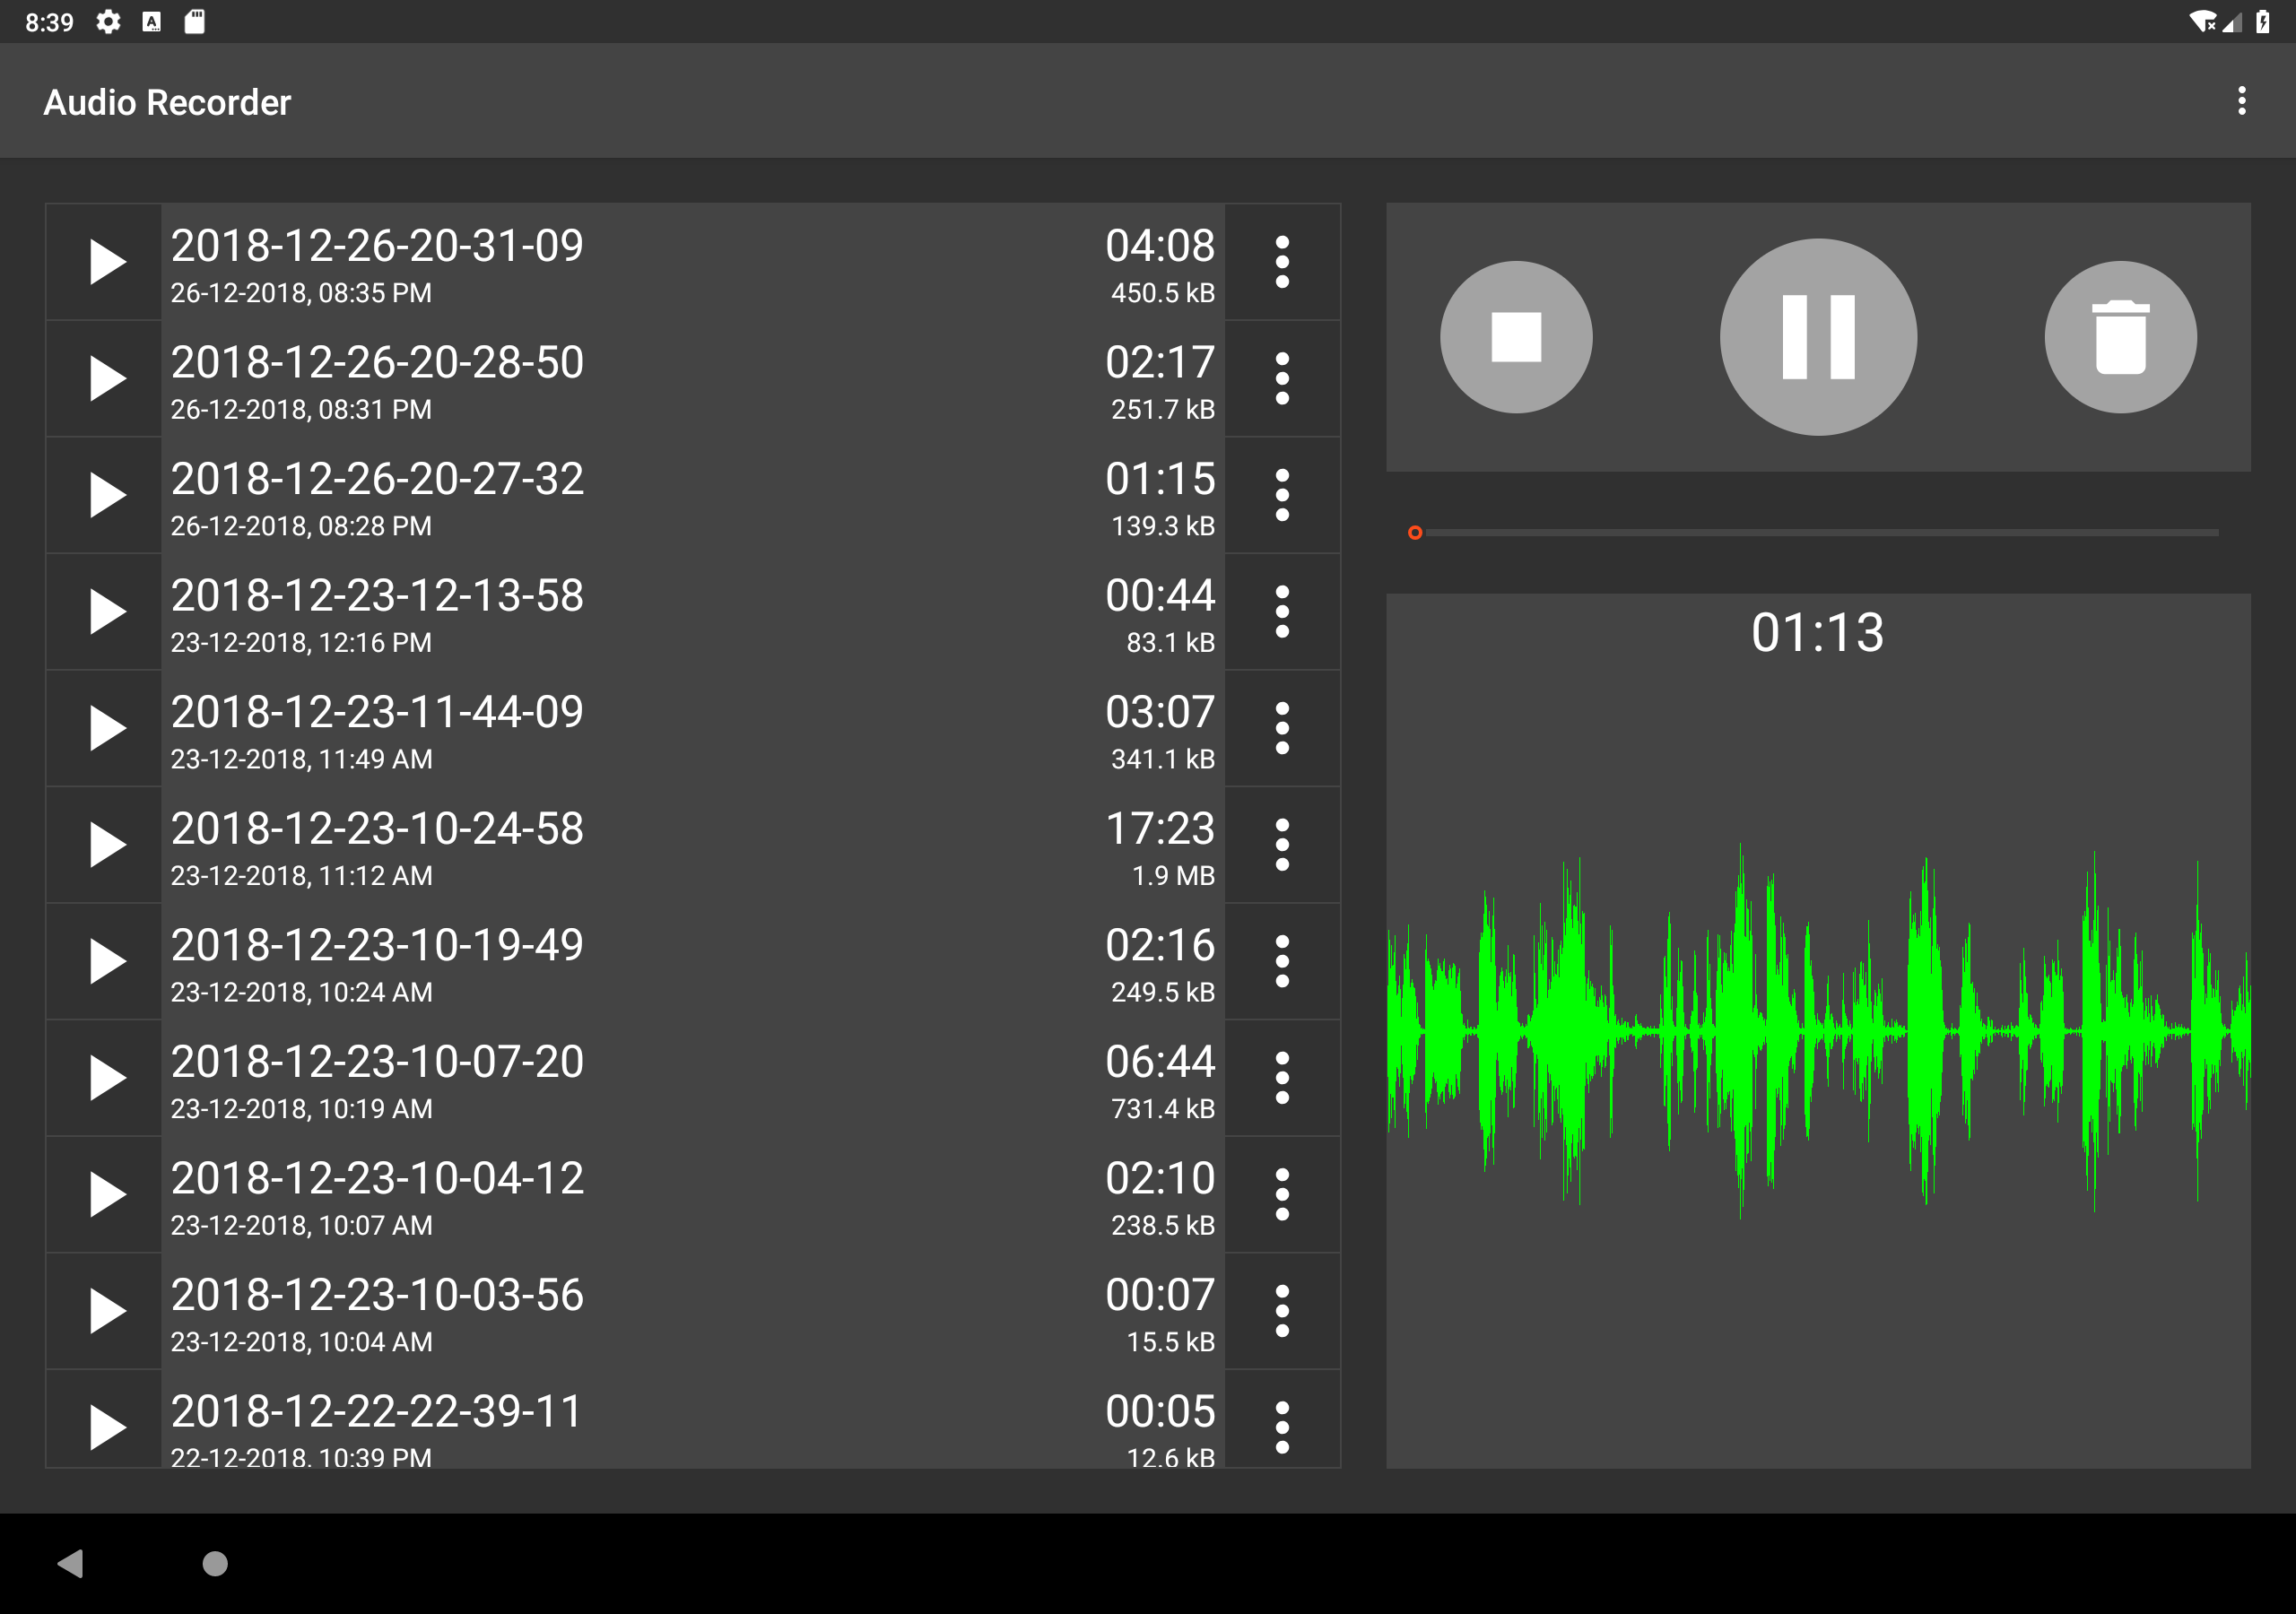 8:39
Audio Recorder
2018-12-26-20-31-09 04:08
26-12-2018, 08:35 PM 450.5 kB
2018-12-26-20-28-50 02:17
26-12-2018, 08:31 PM 251.7 kB
2018-12-26-20-27-32 01:15
26-12-2018, 08:28 PM 139.3 kB
2018-12-23-12-13-58 00:44
23-12-2018, 12:16 PM 83.1 kB
2018-12-23-11-44-09 03:07
23-12-2018, 11:49 AM 341.1 kB
2018-12-23-10-24-58 17:23
23-12-2018, 11:12 AM 1.9 MB
2018-12-23-10-19-49 02:16
23-12-2018, 10:24 AM 249.5 kB
2018-12-23-10-07-20 06:44
23-12-2018, 10:19 AM 731.4 kB
2018-12-23-10-04-12 02:10
23-12-2018, 10:07 AM 238.5 kB
2018-12-23-10-03-56 00:07
23-12-2018, 10:04 AM 15.5 kB
2018-12-22-22-39-11 00:05
22-12-2018, 10:39 PM 12.6 kB
01:13